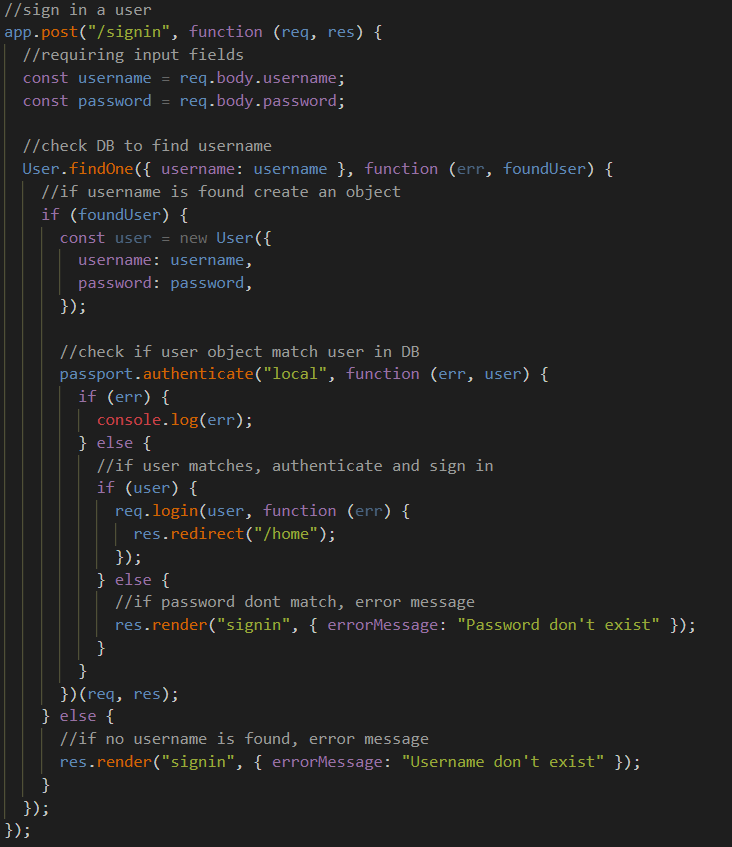 //sign in a user
app.post("/signin", function (req, res) {
  //requiring input fields
  const username = req.body.username;
  const password = req.body.password;

  //check DB to find username
  User.findOne({ username: username }, function (err, foundUser) {
    //if username is found create an object
    if (foundUser) {
      const user = new User({
        username: username,
        password: password,
      });

      //check if user object match user in DB
      passport.authenticate("local", function (err, user) {
        if (err) {
          console.log(err);
        } else {
          //if user matches, authenticate and sign in
          if (user) {
            req.login(user, function (err) {
              res.redirect("/home");
            });
          } else {
            //if password dont match, error message
            res.render("signin", { errorMessage: "Password don't exist" });
          }
        }
      })(req, res);
    } else {
      //if no username is found, error message
      res.render("signin", { errorMessage: "Username don't exist" });
    }
  });
});